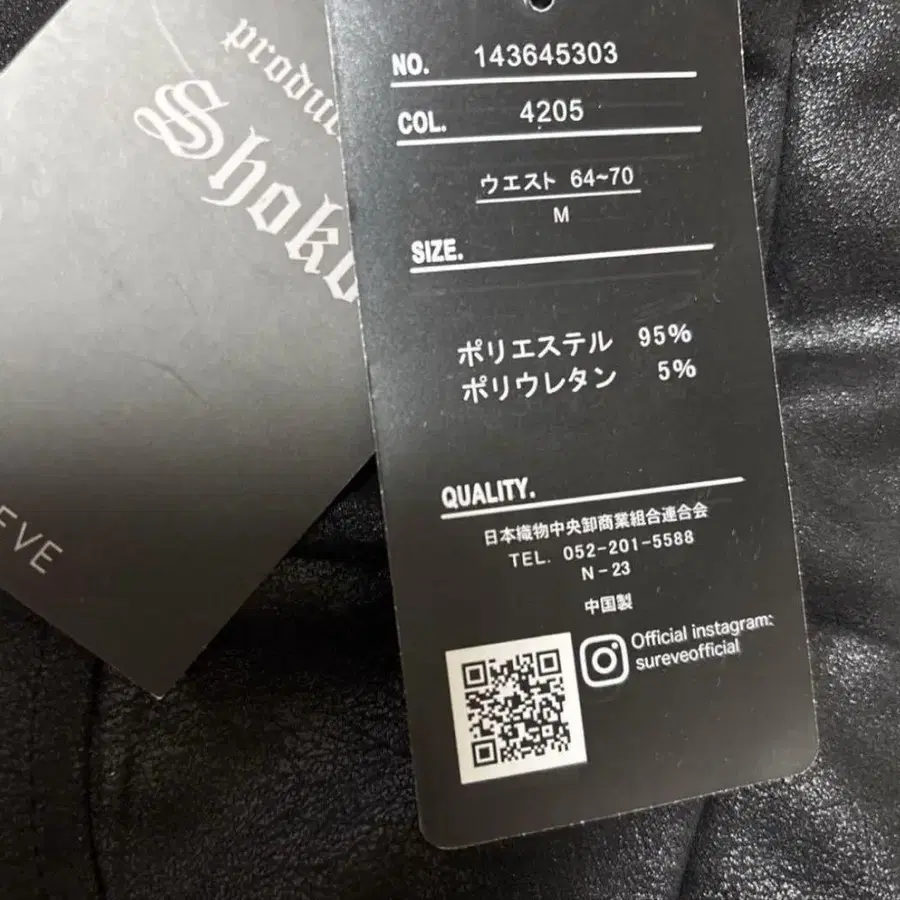 Shoko
EVE
NO. 143645303
COL. 4205
ウエスト 64~70
M
SIZE.
ポリエステル 95%
ポリウレタン 5%
QUALITY.
日本織物中央卸商業組合連合会
TEL. 052-201-5588
N-23
中国製
Official instagram:
sureveofficial